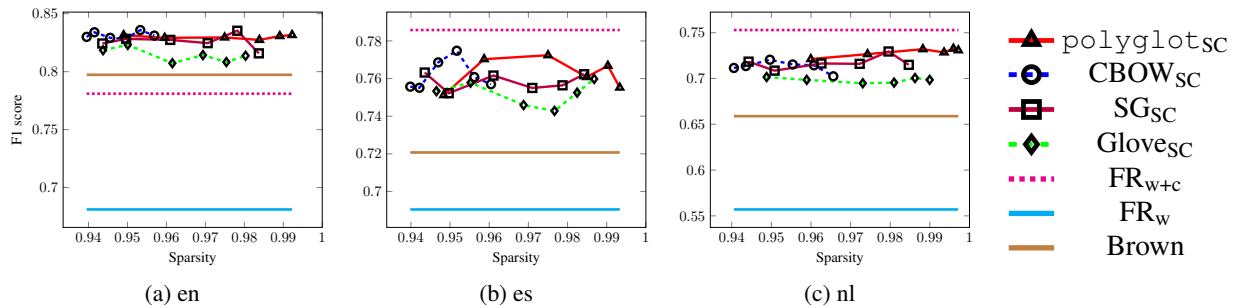 F1 score
0.85
0.8
0.75
0.7
0.94 0.95 0.96 0.97 0.98 0.99 1
Sparsity
(a) en
0.78
0.76
0.74
0.72
0.7
0.94 0.95 0.96 0.97 0.98 0.99 1
Sparsity
(b) es
0.75
0.7
0.65
0.6
0.55
0.94 0.95 0.96 0.97 0.98 0.99 1
Sparsity
(c) nl
polyglotSC
CBOWSC
SGSC
GloveSC
FRw+c
FRw
Brown